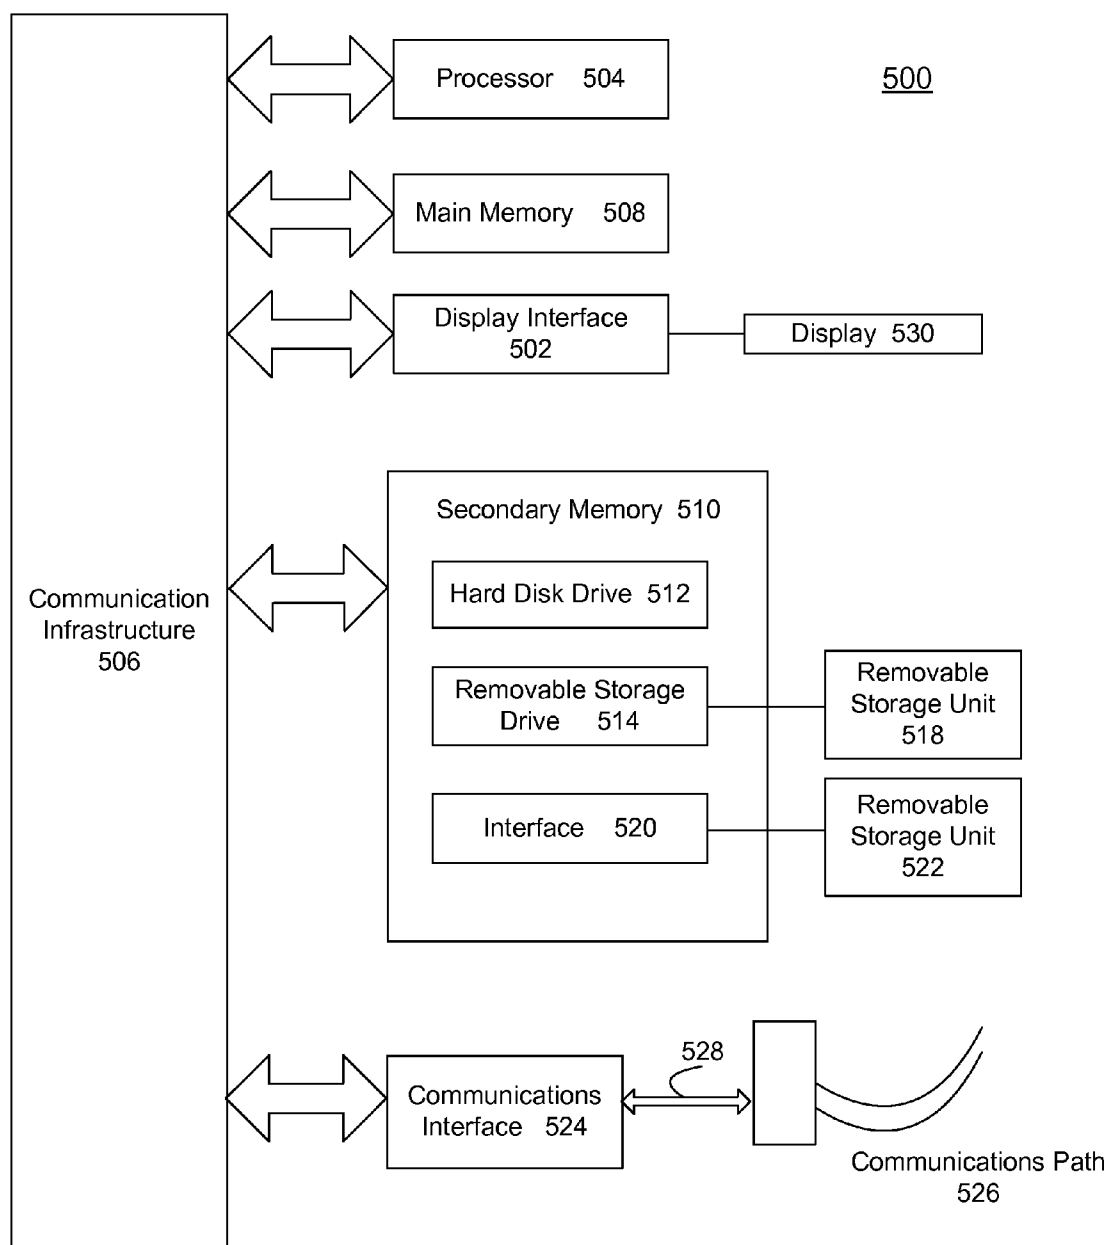 Processor 504
500
Main Memory 508
Display Interface
502
Display 530
Secondary Memory 510
Hard Disk Drive 512
Communication
Infrastructure
506
Removable Storage
Drive 514
Removable
Storage Unit
518
Interface 520
Removable
Storage Unit
522
528
Communications
Interface 524
Communications Path
526